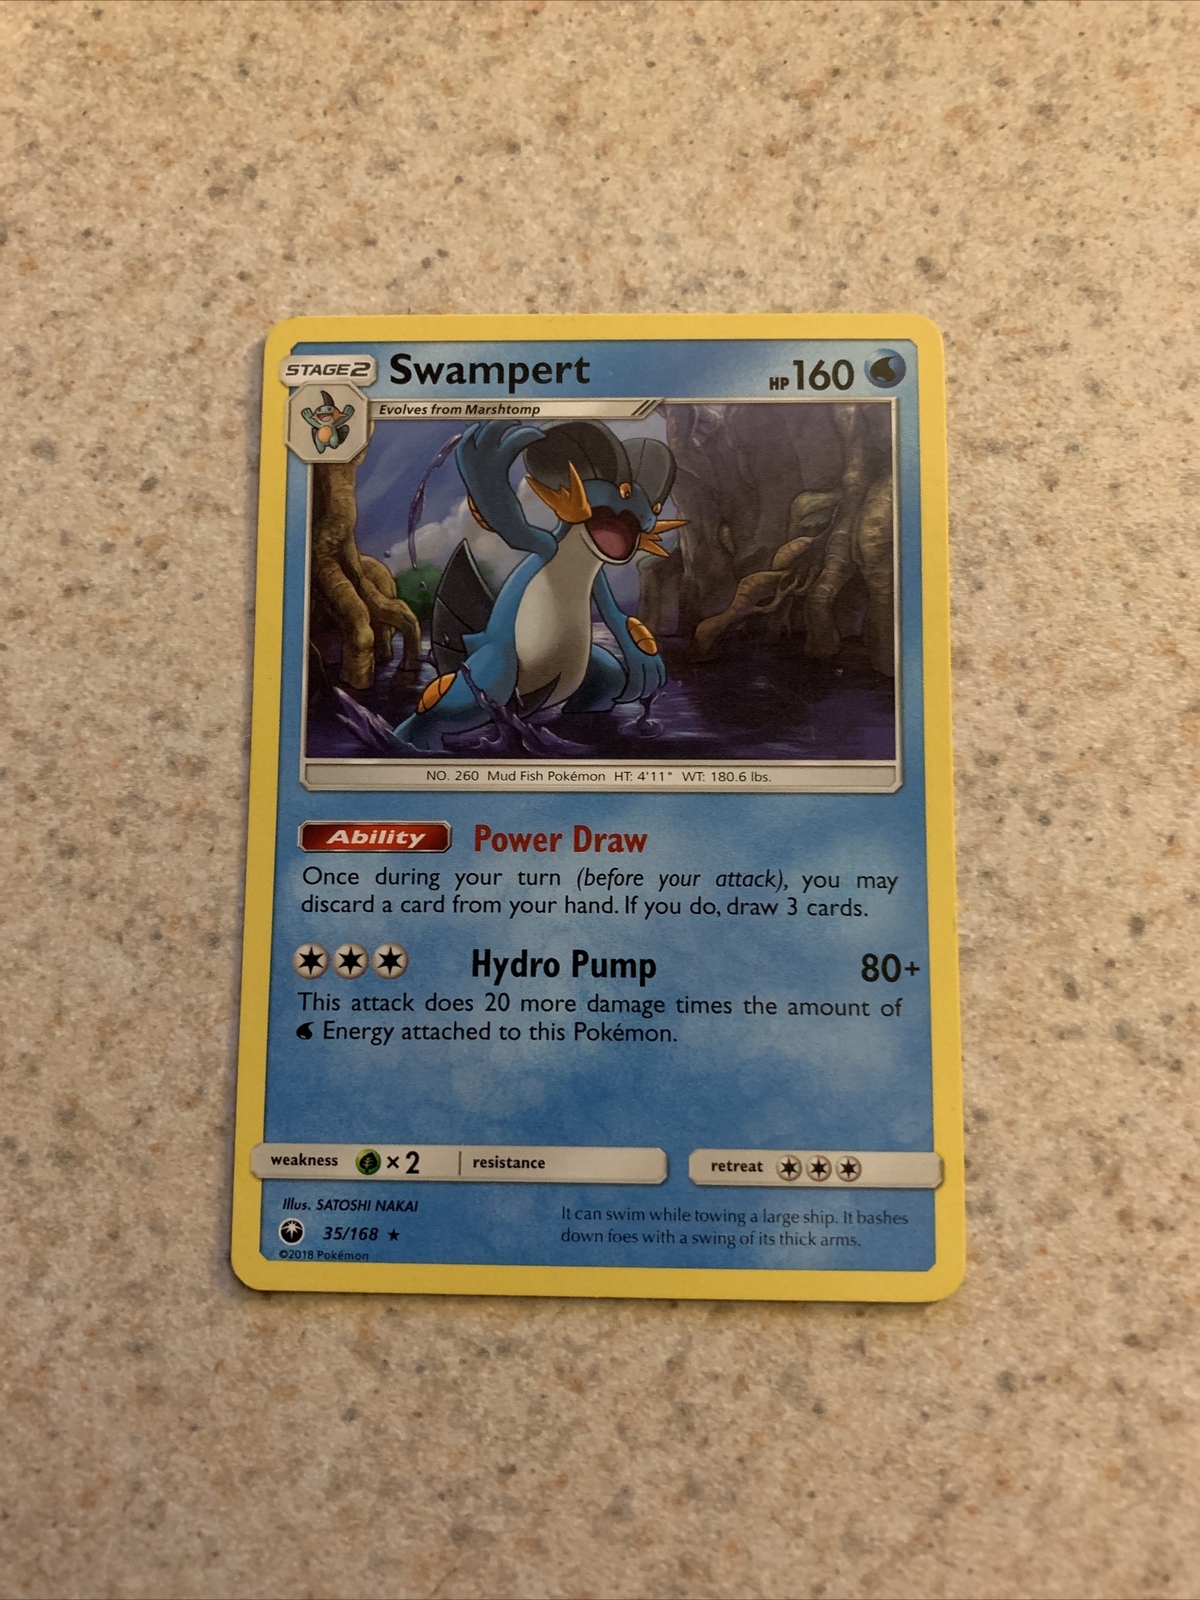 STAGE2 Swampert HP 160
Evolves from Marshtomp
NO. 260 Mud Fish Pokémon HT: 4'11" WT: 180.6 lbs.
Ability Power Draw
Once during your turn (before your attack), you may
discard a card from your hand. If you do, draw 3 cards.
Hydro Pump 80+
This attack does 20 more damage times the amount of
Energy attached to this Pokémon.
weakness ×2 resistance retreat
Illus. SATOSHI NAKAI
35/168
©2018 Pokémon
It can swim while towing a large ship. It bashes
down foes with a swing of its thick arms.